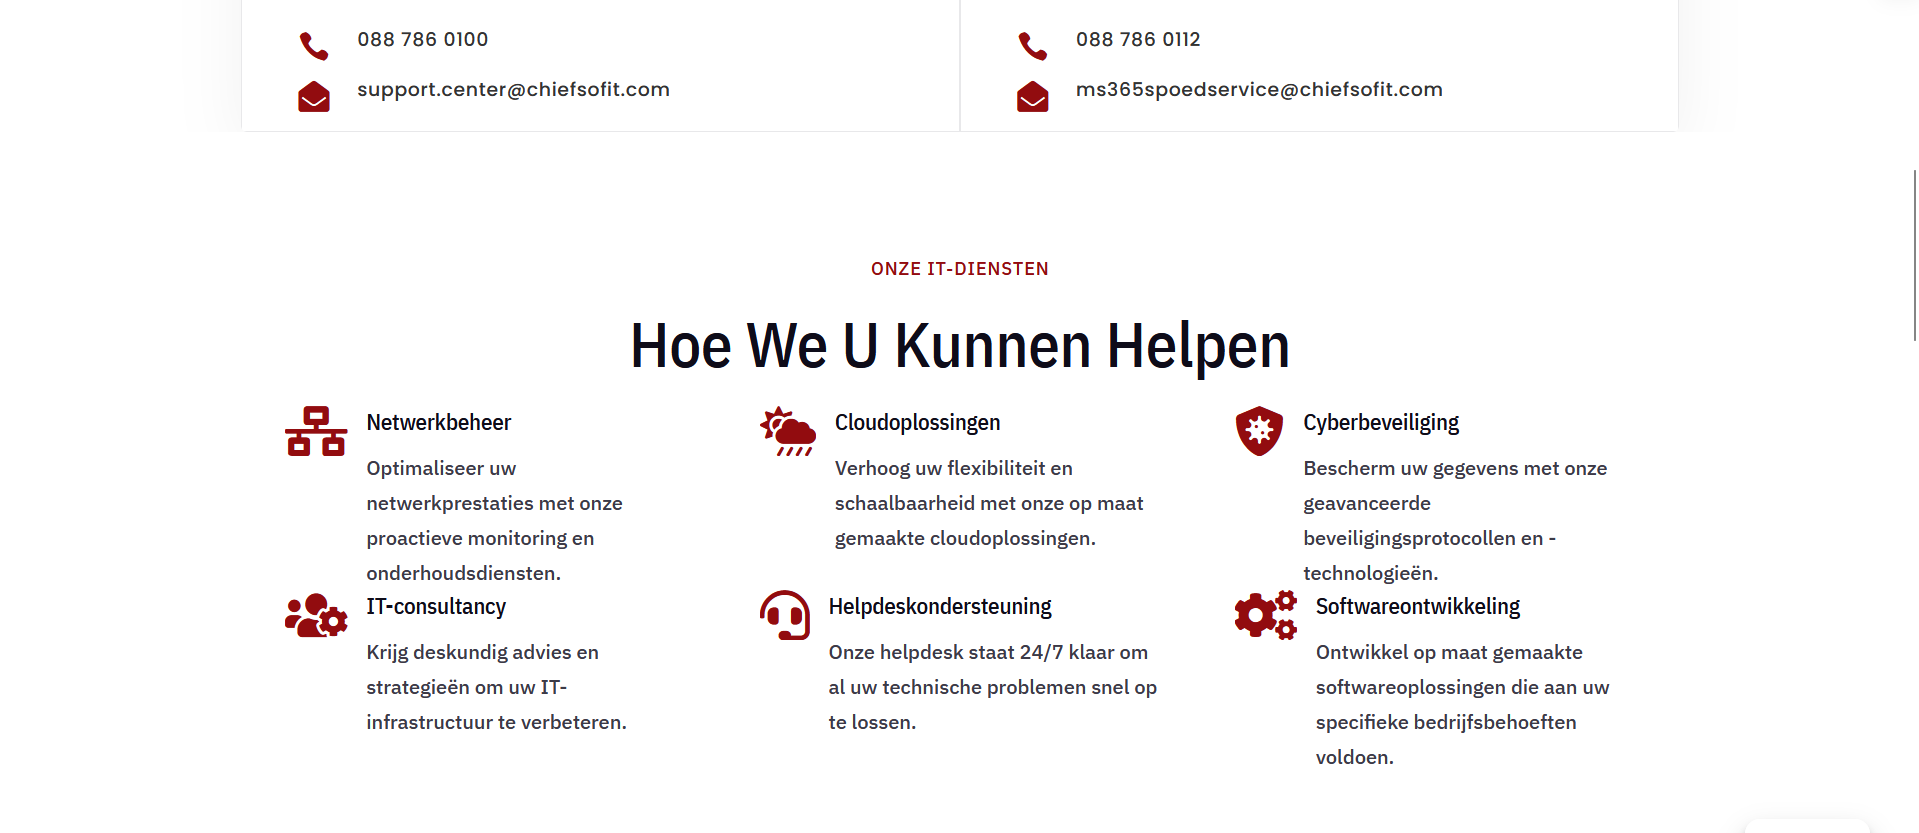 088 786 0100
support.center@chiefsofit.com
088 786 0112
ms365spoedservice@chiefsofit.com
ONZE IT-DIENSTEN
Hoe We U Kunnen Helpen
Netwerkbeheer
Optimaliseer uw
netwerkprestaties met onze
proactieve monitoring en
onderhoudsdiensten.
Cloudoplossingen
Verhoog uw flexibiliteit en
schaalbaarheid met onze op maat
gemaakte cloudoplossingen.
Cyberbeveiliging
Bescherm uw gegevens met onze
geavanceerde
beveiligingsprotocollen en -
technologieën.
IT-consultancy
Krijg deskundig advies en
strategieën om uw IT-
infrastructuur te verbeteren.
Helpdeskondersteuning
Onze helpdesk staat 24/7 klaar om
al uw technische problemen snel op
te lossen.
Softwareontwikkeling
Ontwikkel op maat gemaakte
softwareoplossingen die aan uw
specifieke bedrijfsbehoeften
voldoen.